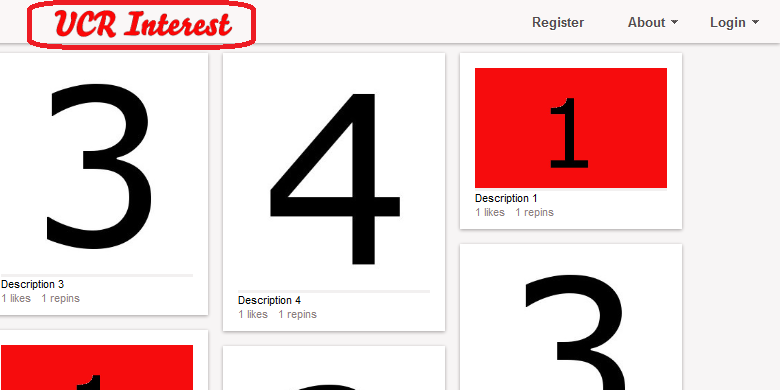 UCR Interest
Register About Login
3
Description 3
1 likes 1 repins
4
Description 4
1 likes 1 repins
1
Description 1
1 likes 1 repins
3